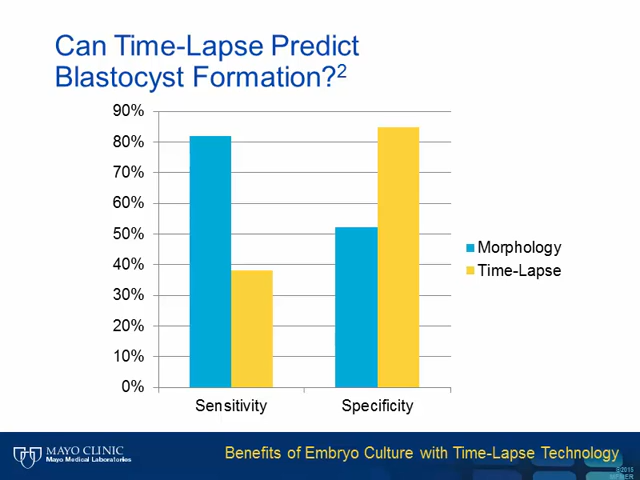 Can Time-Lapse Predict
Blastocyst Formation?2
90%
80%
70%
60%
50%
40%
30%
20%
10%
0%
Sensitivity
Specificity
Morphology
Time-Lapse
MAYO CLINIC
Mayo Medical Laboratories
Benefits of Embryo Culture with Time-Lapse Technology